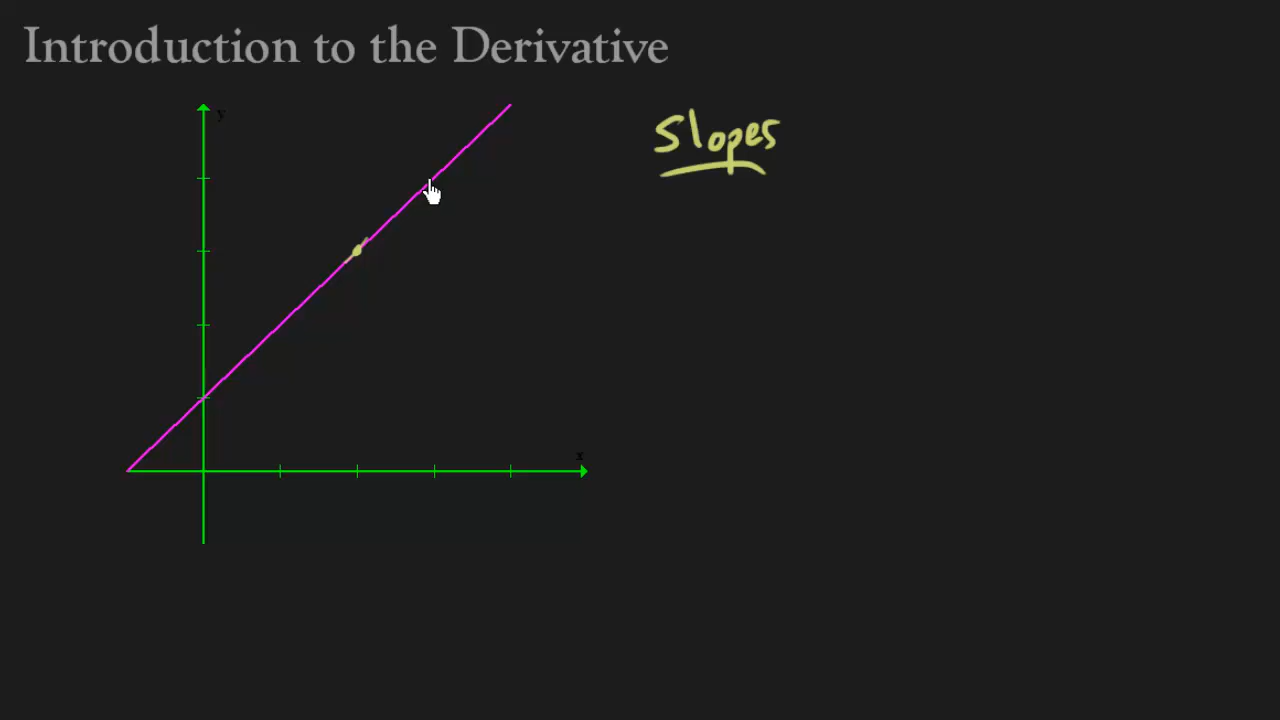 Introduction to the Derivative
y
Slopes
x